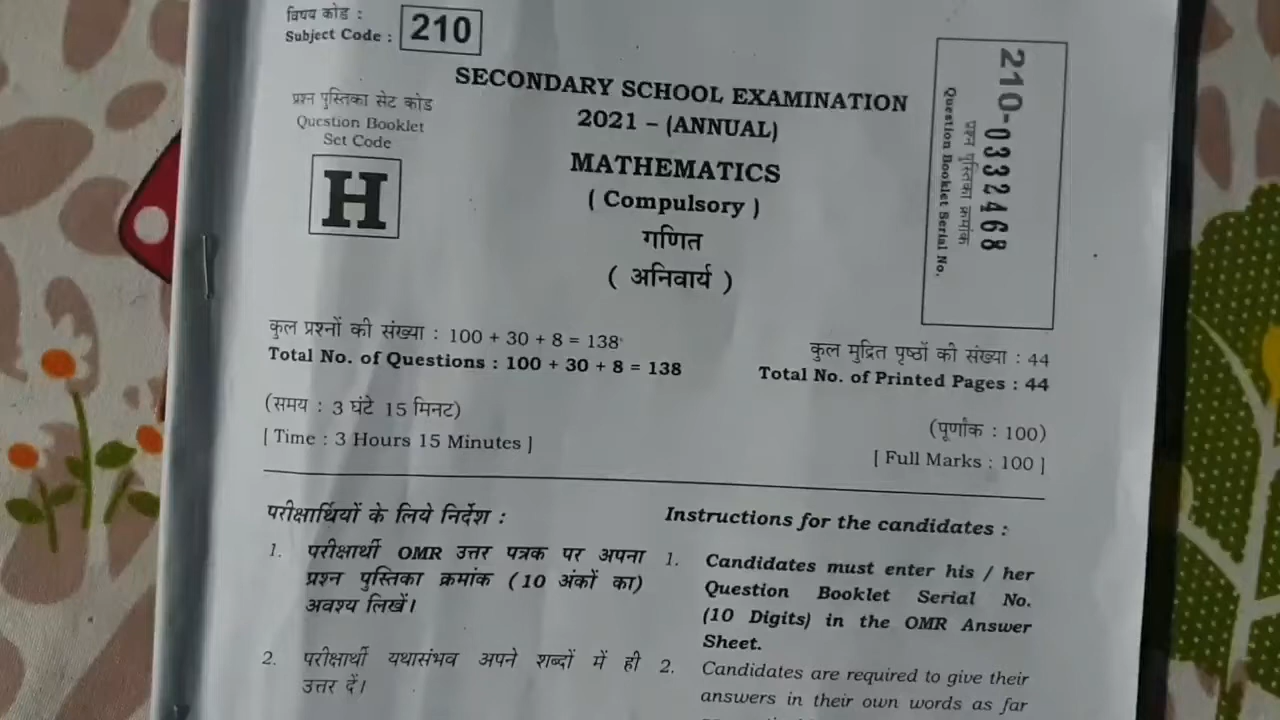 विषय कोड :
Subject Code : 210
प्रश्न पुस्तिका सेट कोड
Question Booklet
Set Code
H
SECONDARY SCHOOL EXAMINATION
2021 – (ANNUAL)
MATHEMATICS
( Compulsory )
गणित
( अनिवार्य )
210-0332468
प्रश्न पुस्तिका क्रमांक
Question Booklet Serial No.
कुल प्रश्नों की संख्या : 100 + 30 + 8 = 138
Total No. of Questions : 100 + 30 + 8 = 138
कुल मुद्रित पृष्ठों की संख्या : 44
Total No. of Printed Pages : 44
(समय : 3 घंटे 15 मिनट)
[ Time : 3 Hours 15 Minutes ]
(पूर्णांक : 100)
[ Full Marks : 100 ]
परीक्षार्थियों के लिये निर्देश :
1. परीक्षार्थी OMR उत्तर पत्रक पर अपना
प्रश्न पुस्तिका क्रमांक (10 अंकों का)
अवश्य लिखें।
2. परीक्षार्थी यथासंभव अपने शब्दों में ही
उत्तर दें।
Instructions for the candidates :
1. Candidates must enter his / her
Question Booklet Serial No.
(10 Digits) in the OMR Answer
Sheet.
2. Candidates are required to give their
answers in their own words as far